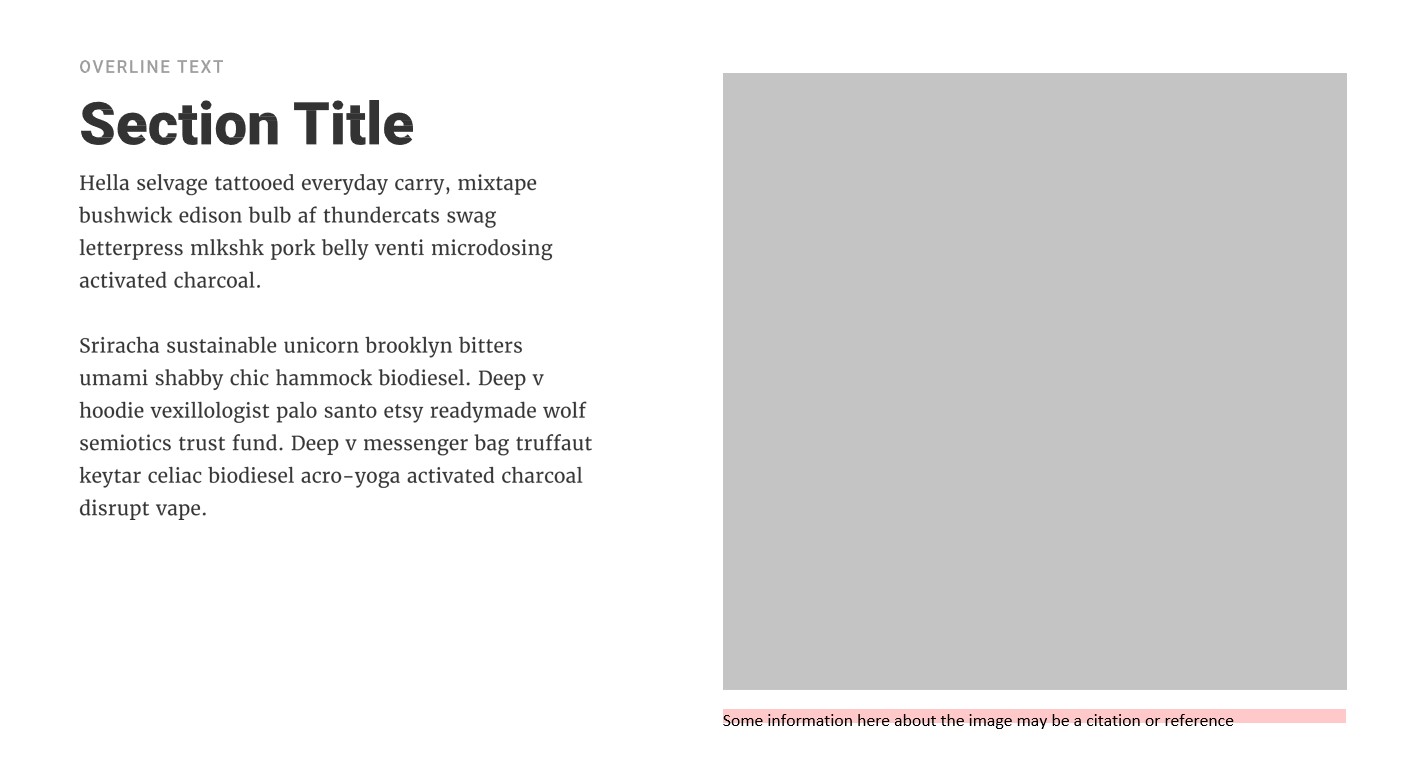 OVERLINE TEXT
Section Title
Hella selvage tattooed everyday carry, mixtape
bushwick edison bulb af thundercats swag
letterpress mlkshk pork belly venti microdosing
activated charcoal.
Sriracha sustainable unicorn brooklyn bitters
umami shabby chic hammock biodiesel. Deep v
hoodie vexillologist palo santo etsy readymade wolf
semiotics trust fund. Deep v messenger bag truffaut
keytar celiac biodiesel acro-yoga activated charcoal
disrupt vape.
Some information here about the image may be a citation or reference